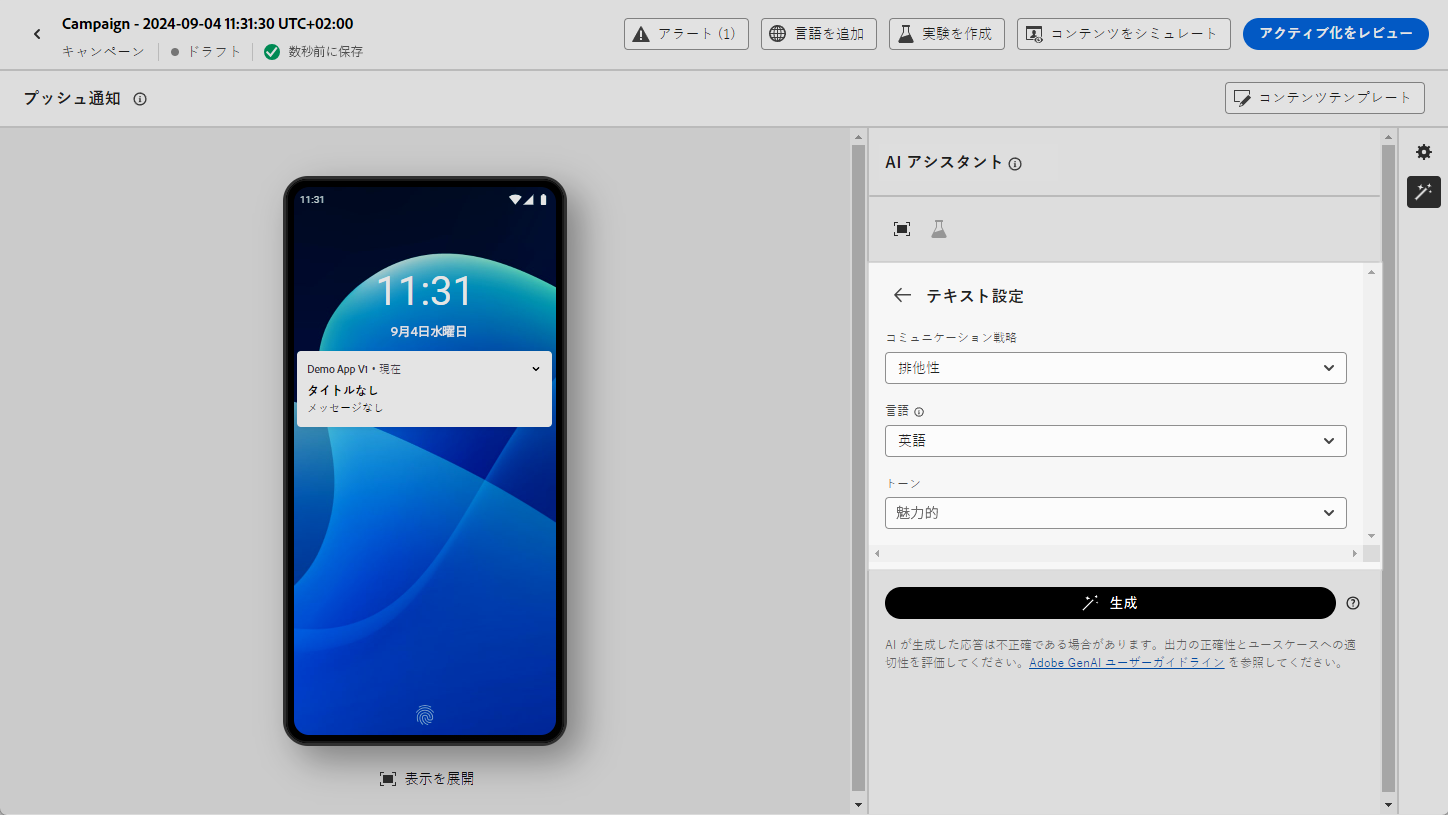 Campaign - 2024-09-04 11:31:30 UTC+02:00
キャンペーン
ドラフト
数秒前に保存
アラート (1)
言語を追加
実験を作成
コンテンツをシミュレート
アクティブ化をレビュー
プッシュ通知
コンテンツテンプレート
11:31
11:31
9月4日水曜日
Demo App V1・現在
タイトルなし
メッセージなし
表示を展開
AI アシスタント
テキスト設定
コミュニケーション戦略
排他性
言語
英語
トーン
魅力的
生成
AI が生成した応答は不正確である場合があります。出力の正確性とユースケースへの適
切性を評価してください。Adobe GenAI ユーザーガイドライン を参照してください。